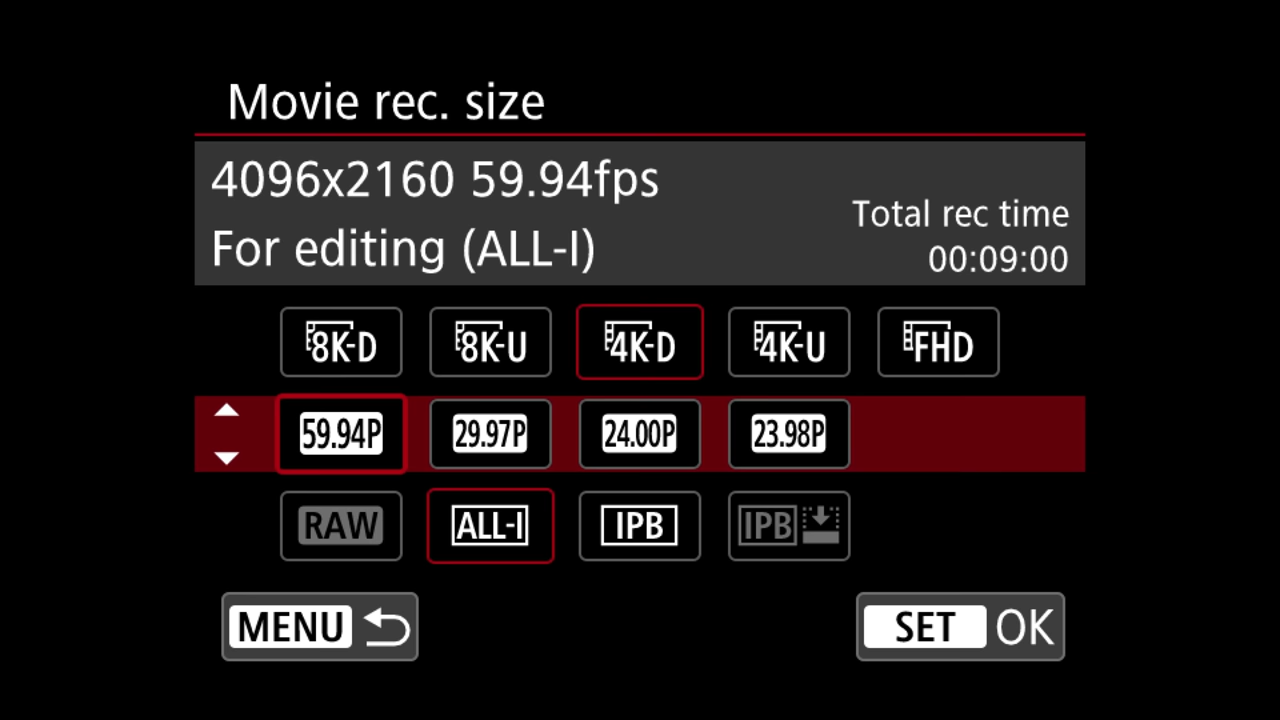 Movie rec. size
4096x2160 59.94fps
For editing (ALL-I)
Total rec time
00:09:00
8K-D 8K-U 4K-D 4K-U FHD
59.94P 29.97P 24.00P 23.98P
RAW ALL-I IPB IPB
MENU SET OK